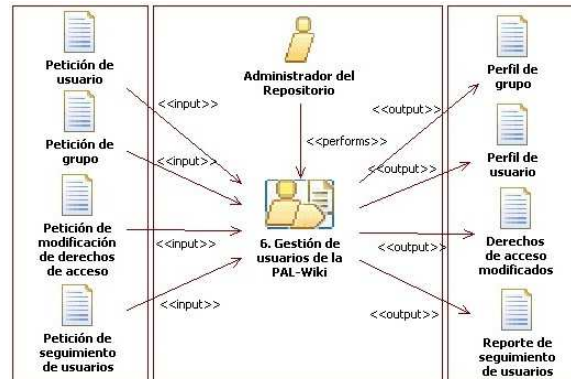 Petición de
usuario
<<input>>
Petición de
grupo
<<input>>
Petición de
modificación
de derechos
de acceso
<<input>>
Petición de
seguimiento
de usuarios
<<input>>
Administrador del
Repositorio
<<performs>>
6. Gestión de
usuarios de la
PAL-Wiki
<<output>>
Perfil de
grupo
<<output>>
Perfil de
usuario
<<output>>
Derechos
de acceso
modificados
<<output>>
Reporte de
seguimiento
de usuarios